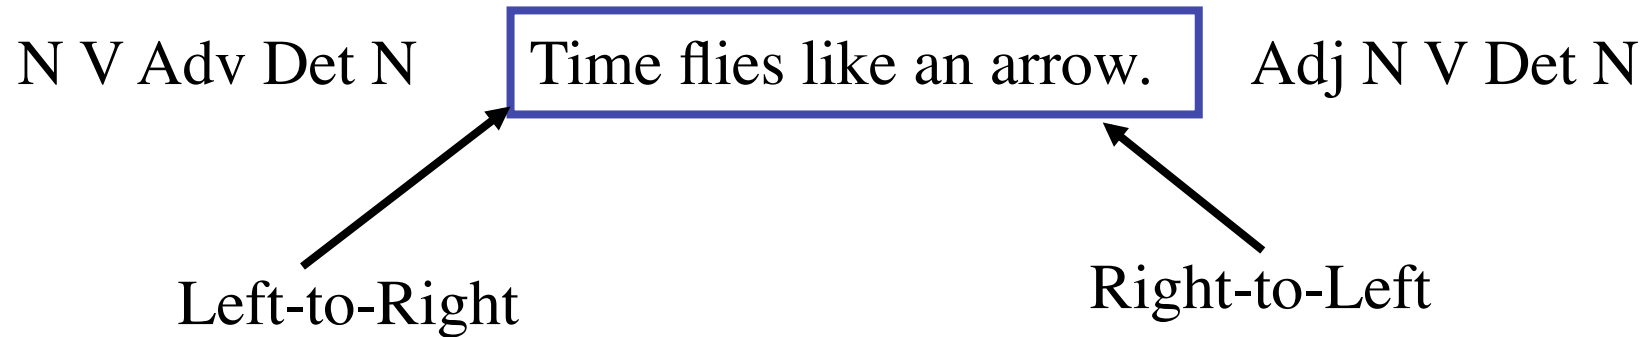 N V Adv Det N Time flies like an arrow. Adj N V Det N
Left-to-Right Right-to-Left